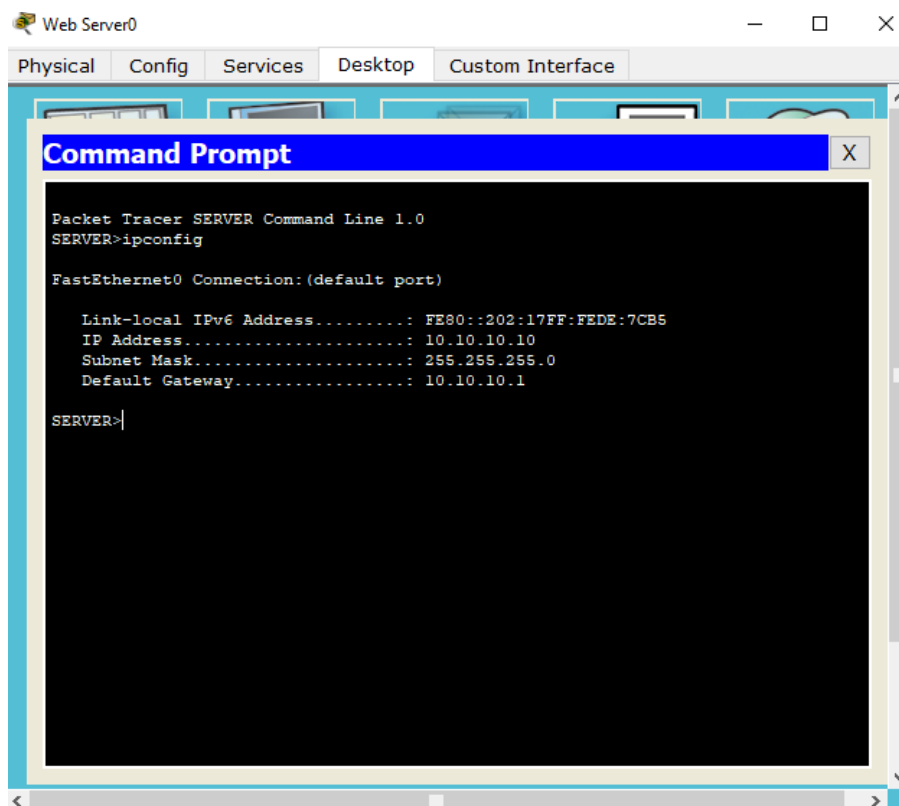 Web Server0
Physical Config Services Desktop Custom Interface
Command Prompt X
Packet Tracer SERVER Command Line 1.0
SERVER>ipconfig
FastEthernet0 Connection:(default port)
Link-local IPv6 Address.........: FE80::202:17FF:FEDE:7CB5
IP Address......................: 10.10.10.10
Subnet Mask.....................: 255.255.255.0
Default Gateway.................: 10.10.10.1
SERVER>